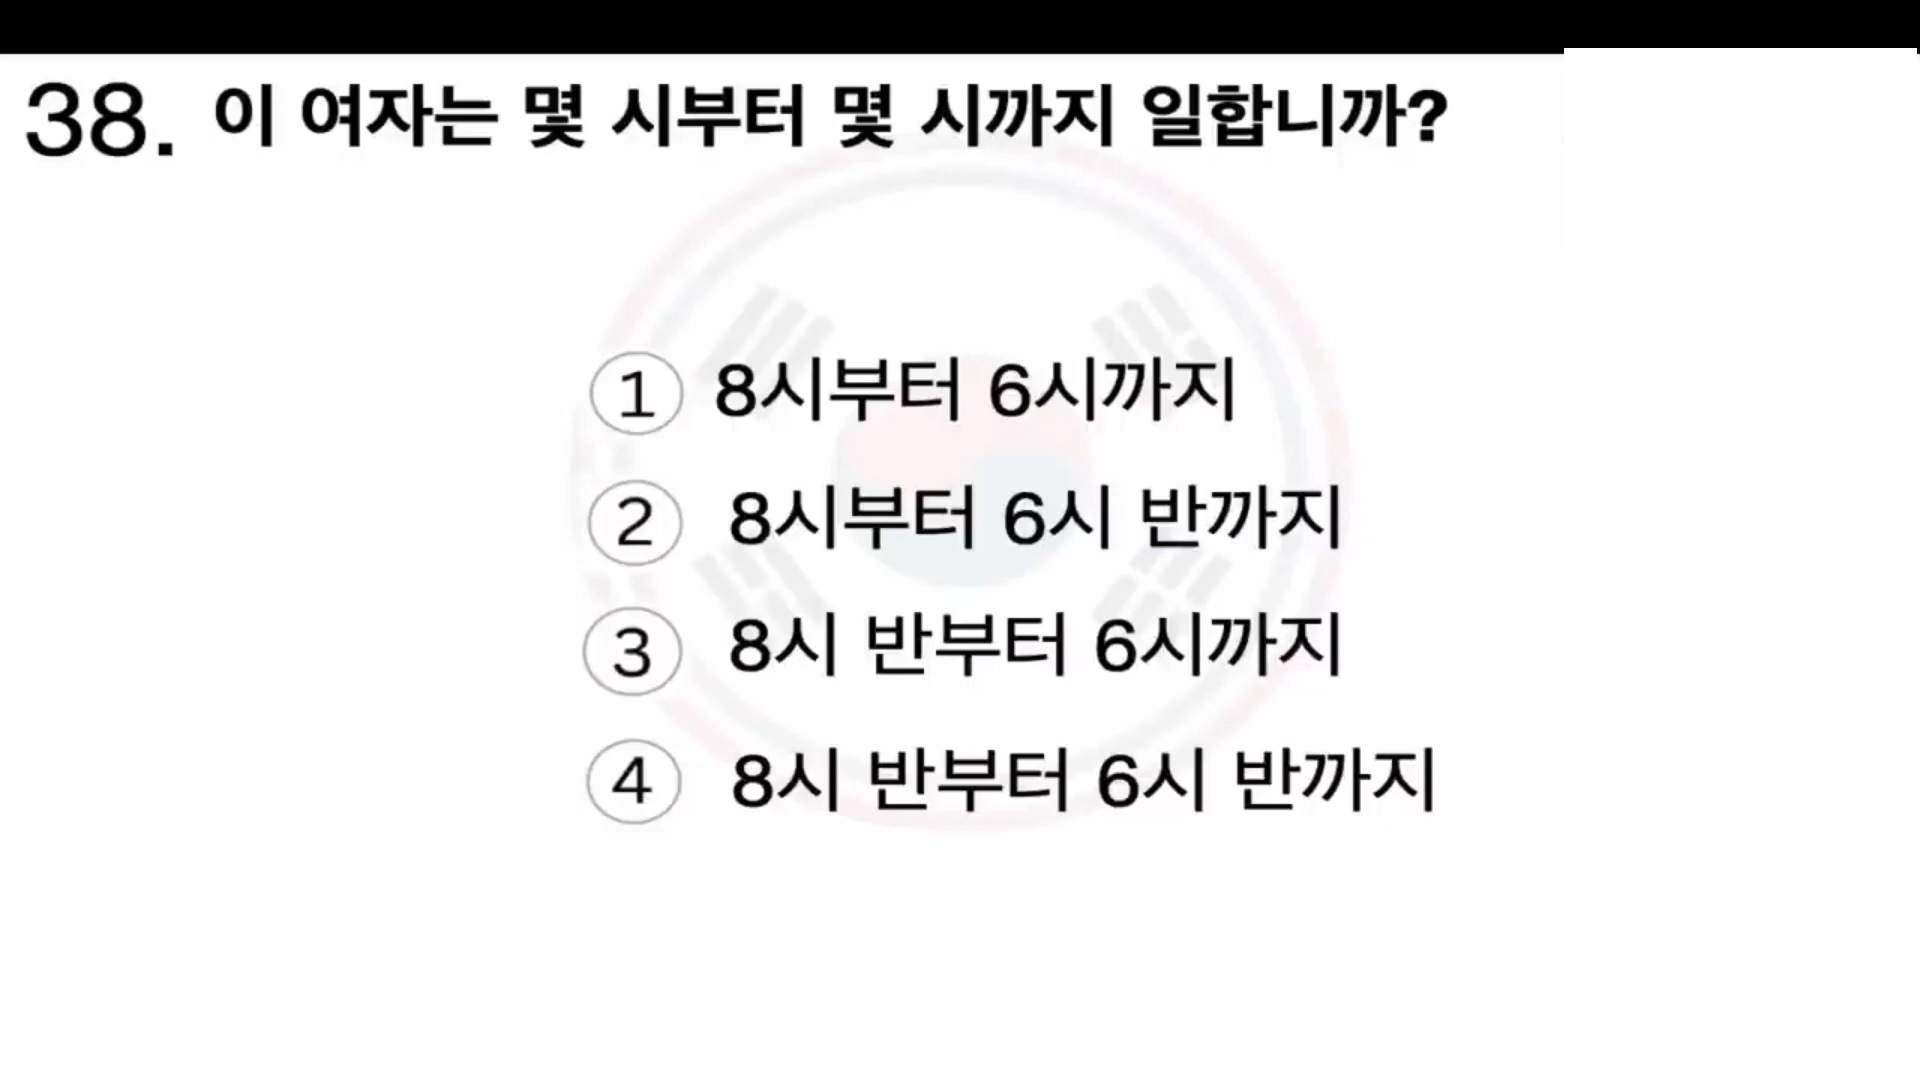 38. 이 여자는 몇 시부터 몇 시까지 일합니까?
① 8시부터 6시까지
② 8시부터 6시 반까지
③ 8시 반부터 6시까지
④ 8시 반부터 6시 반까지